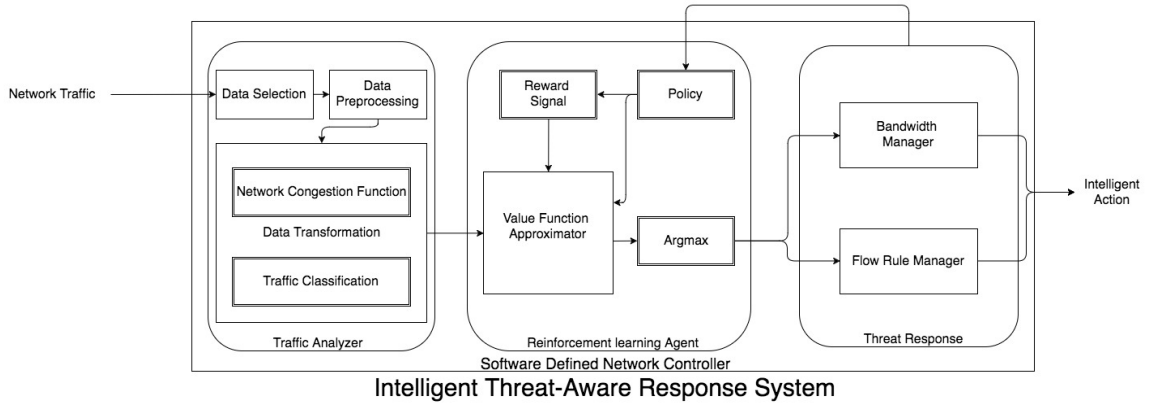 Network Traffic
Data Selection
Data
Preprocessing
Network Congestion Function
Data Transformation
Traffic Classification
Traffic Analyzer
Reward
Signal
Policy
Value Function
Approximator
Argmax
Reinforcement learning Agent
Bandwidth
Manager
Flow Rule Manager
Threat Response
Intelligent
Action
Software Defined Network Controller
Intelligent Threat-Aware Response System